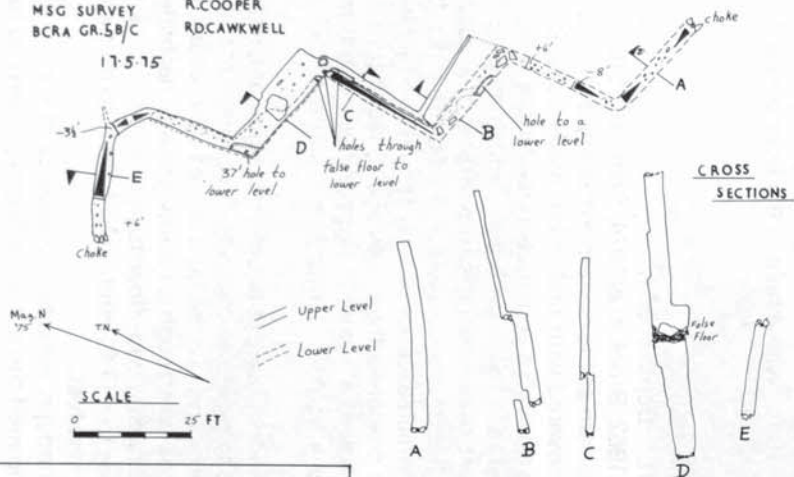 MSG SURVEY
BCRA GR.5B/C
R.COOPER
R.D.CAWKWELL
17·5·75
choke
+6'
-8'
A
B
hole to a
lower level
C
holes through
false floor to
lower level
D
37' hole to
lower level
-3½'
E
+6'
choke
CROSS
SECTIONS
Upper Level
Lower Level
Mag. N
'75
T.N
SCALE
0 25 FT
False
Floor
A
B
C
D
E